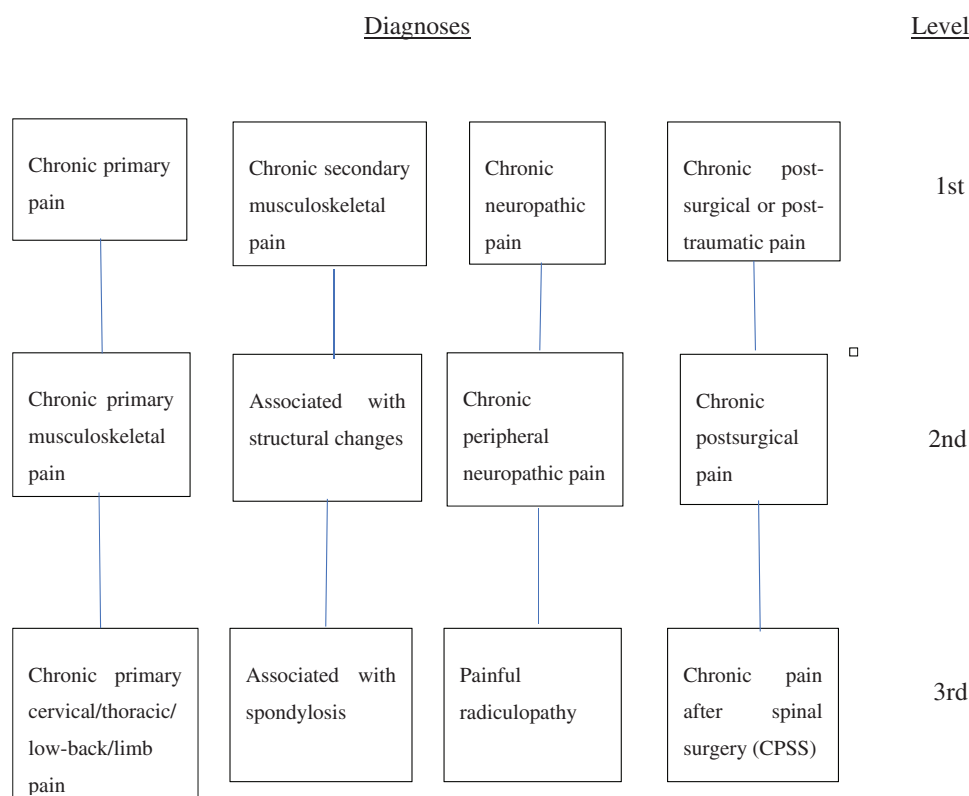 Diagnoses
Level
Chronic primary
pain
Chronic secondary
musculoskeletal
pain
Chronic
neuropathic
pain
Chronic post-
surgical or post-
traumatic pain
1st
Chronic primary
musculoskeletal
pain
Associated with
structural changes
Chronic
peripheral
neuropathic pain
Chronic
postsurgical
pain
2nd
Chronic primary
cervical/thoracic/
low-back/limb
pain
Associated with
spondylosis
Painful
radiculopathy
Chronic pain
after spinal
surgery (CPSS)
3rd